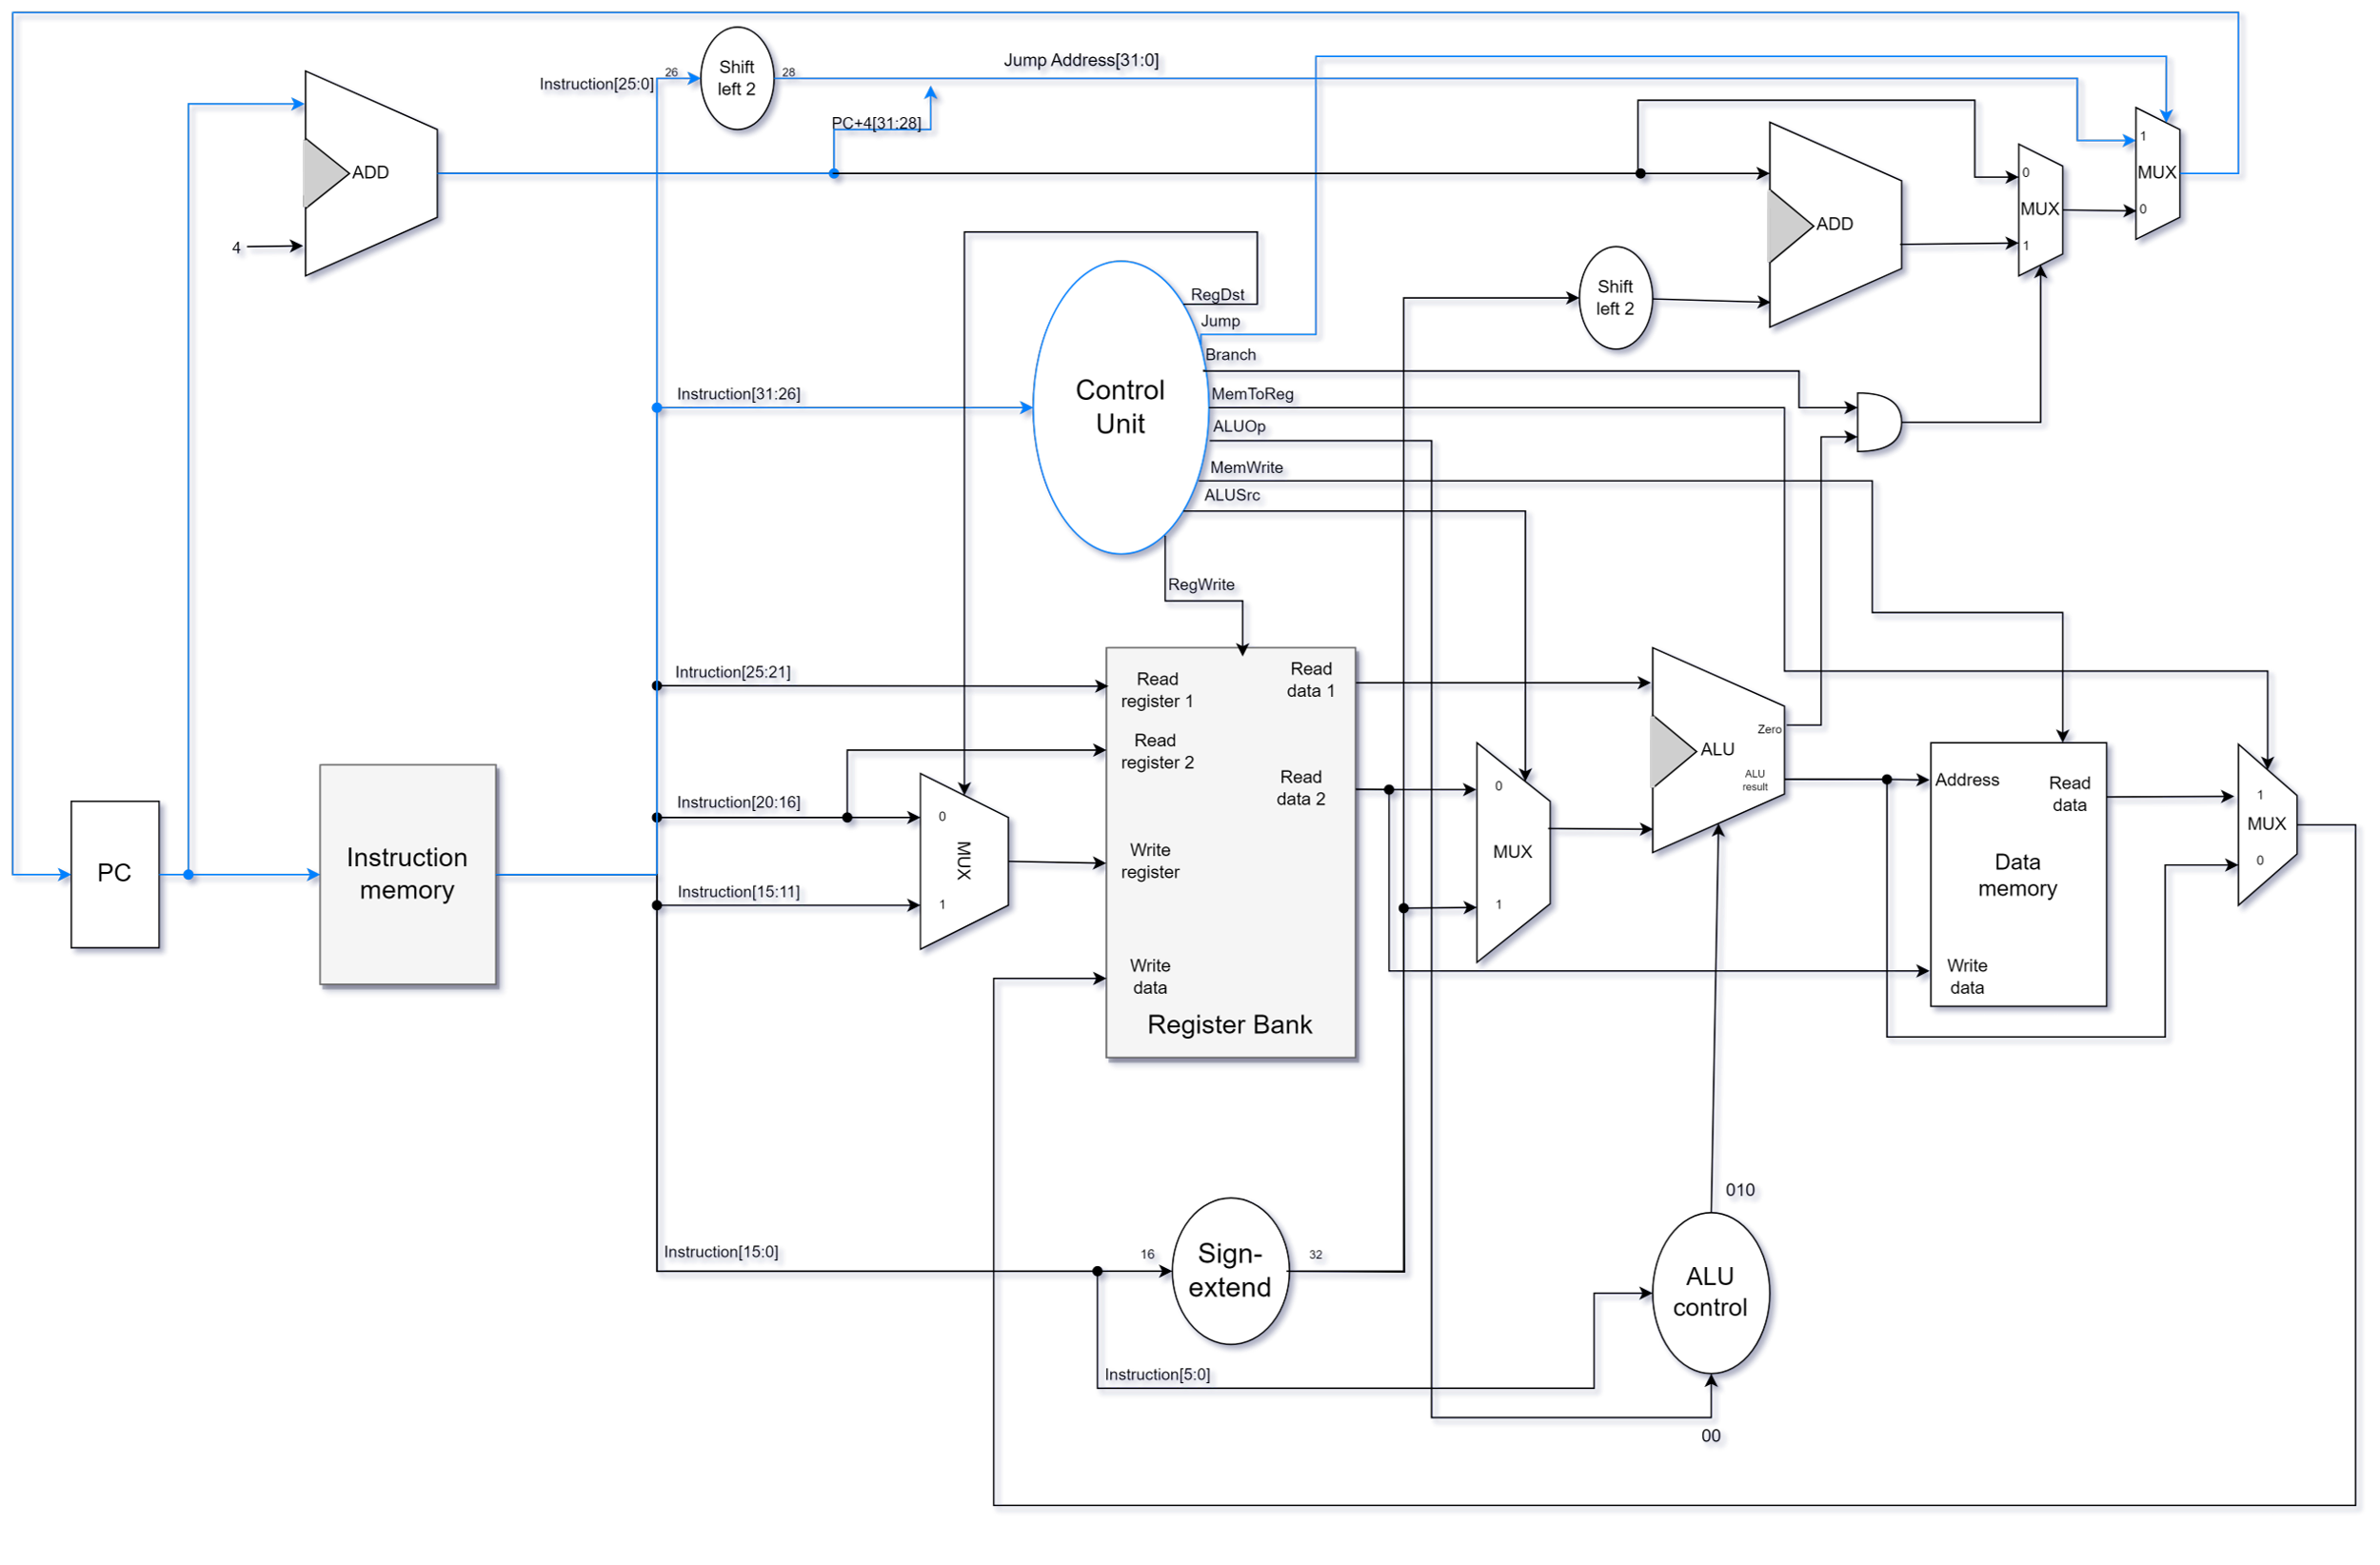 Jump Address[31:0]
Instruction[25:0]
26
Shift
left 2
28
PC+4[31:28]
ADD
4
1
MUX
0
0
MUX
1
ADD
Shift
left 2
RegDst
Jump
Branch
MemToReg
ALUOp
MemWrite
ALUSrc
RegWrite
Control
Unit
Instruction[31:26]
Intruction[25:21]
Instruction[20:16]
Instruction[15:11]
0
MUX
1
Read
register 1
Read
register 2
Write
register
Write
data
Read
data 1
Read
data 2
Register Bank
0
MUX
1
ALU
Zero
ALU
result
Address
Read
data
Data
memory
Write
data
1
MUX
0
PC
Instruction
memory
Instruction[15:0]
16
Sign-
extend
32
Instruction[5:0]
010
ALU
control
00